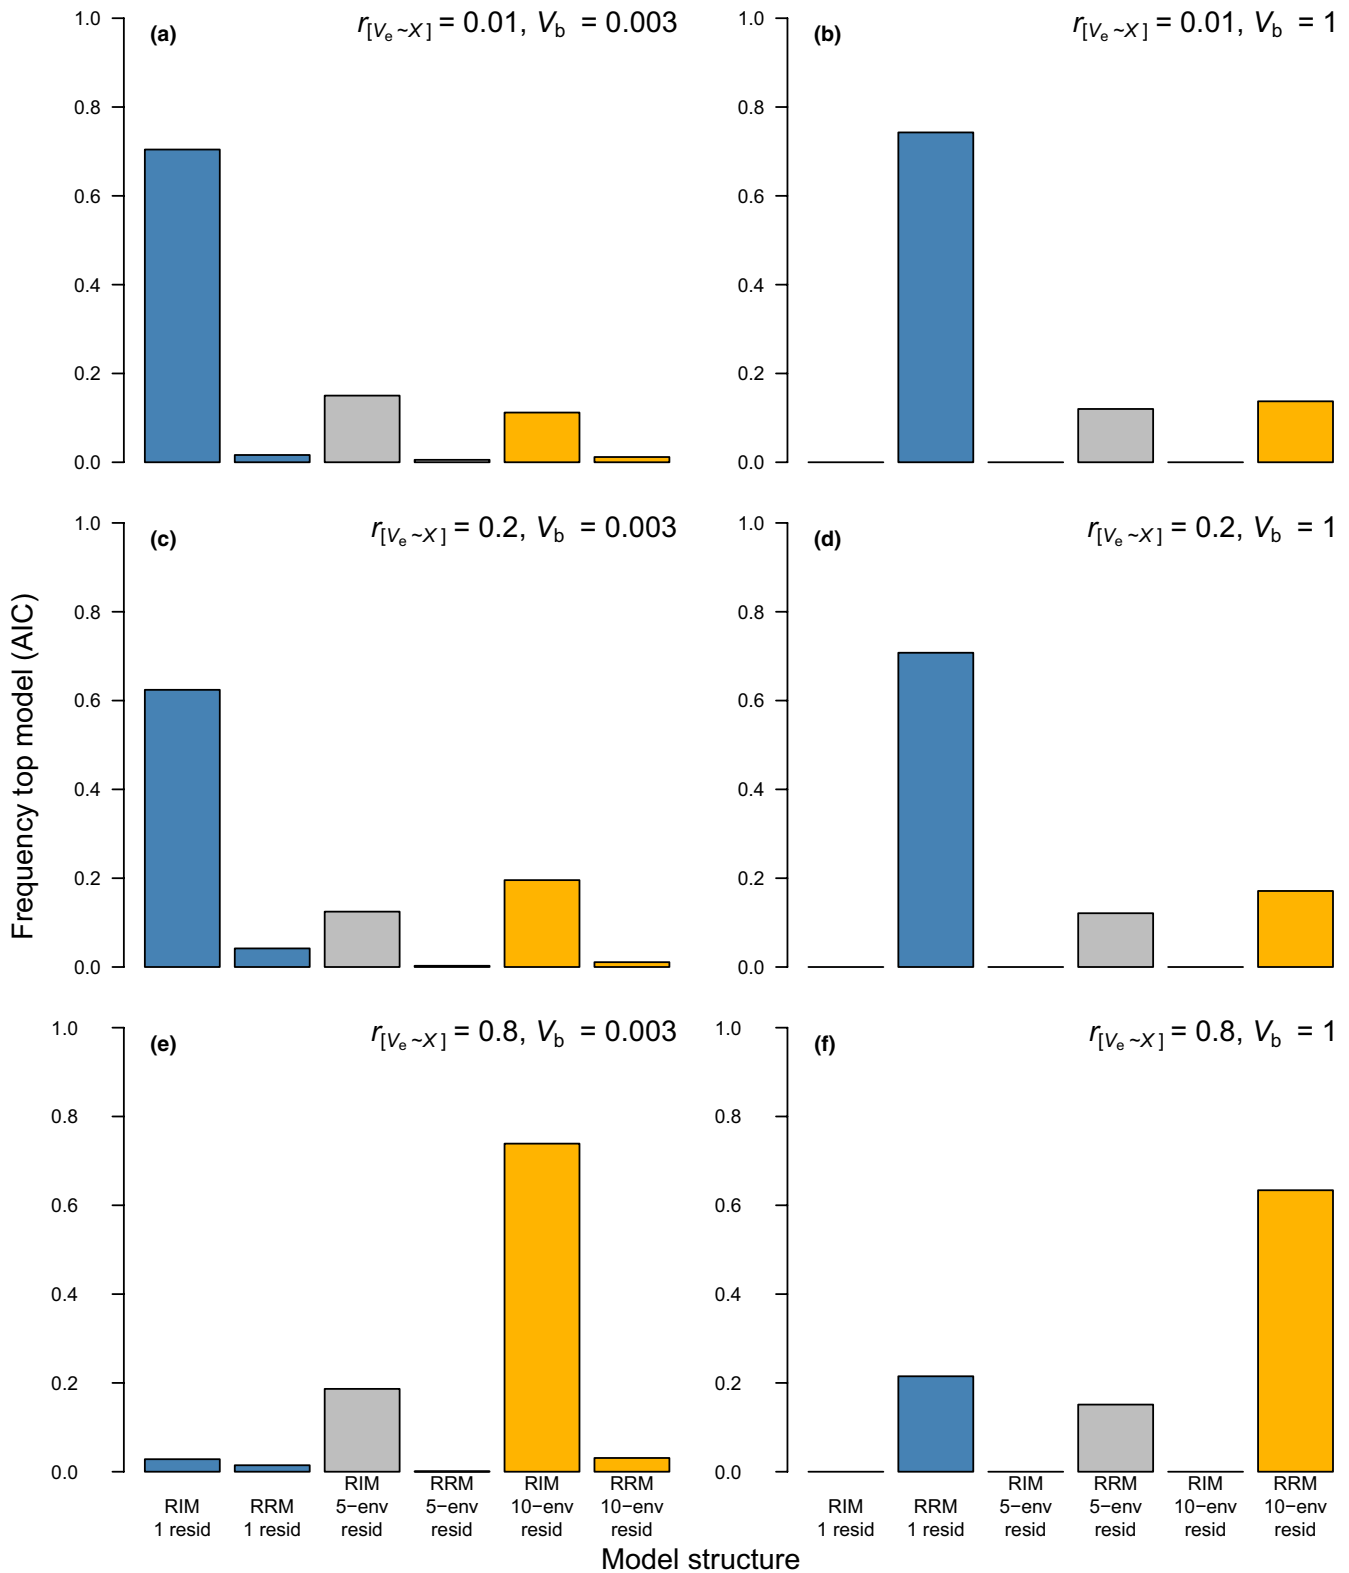 (a) r[Ve ~X] = 0.01, Vb = 0.003
1.0
0.8
0.6
0.4
0.2
0.0
(b) r[Ve ~X] = 0.01, Vb = 1
1.0
0.8
0.6
0.4
0.2
0.0
(c) r[Ve ~X] = 0.2, Vb = 0.003
1.0
0.8
0.6
0.4
0.2
0.0
(d) r[Ve ~X] = 0.2, Vb = 1
1.0
0.8
0.6
0.4
0.2
0.0
Frequency top model (AIC)
(e) r[Ve ~X] = 0.8, Vb = 0.003
1.0
0.8
0.6
0.4
0.2
0.0
RIM
1 resid
RRM
1 resid
RIM
5−env
resid
RRM
5−env
resid
RIM
10−env
resid
RRM
10−env
resid
(f) r[Ve ~X] = 0.8, Vb = 1
1.0
0.8
0.6
0.4
0.2
0.0
RIM
1 resid
RRM
1 resid
RIM
5−env
resid
RRM
5−env
resid
RIM
10−env
resid
RRM
10−env
resid
Model structure